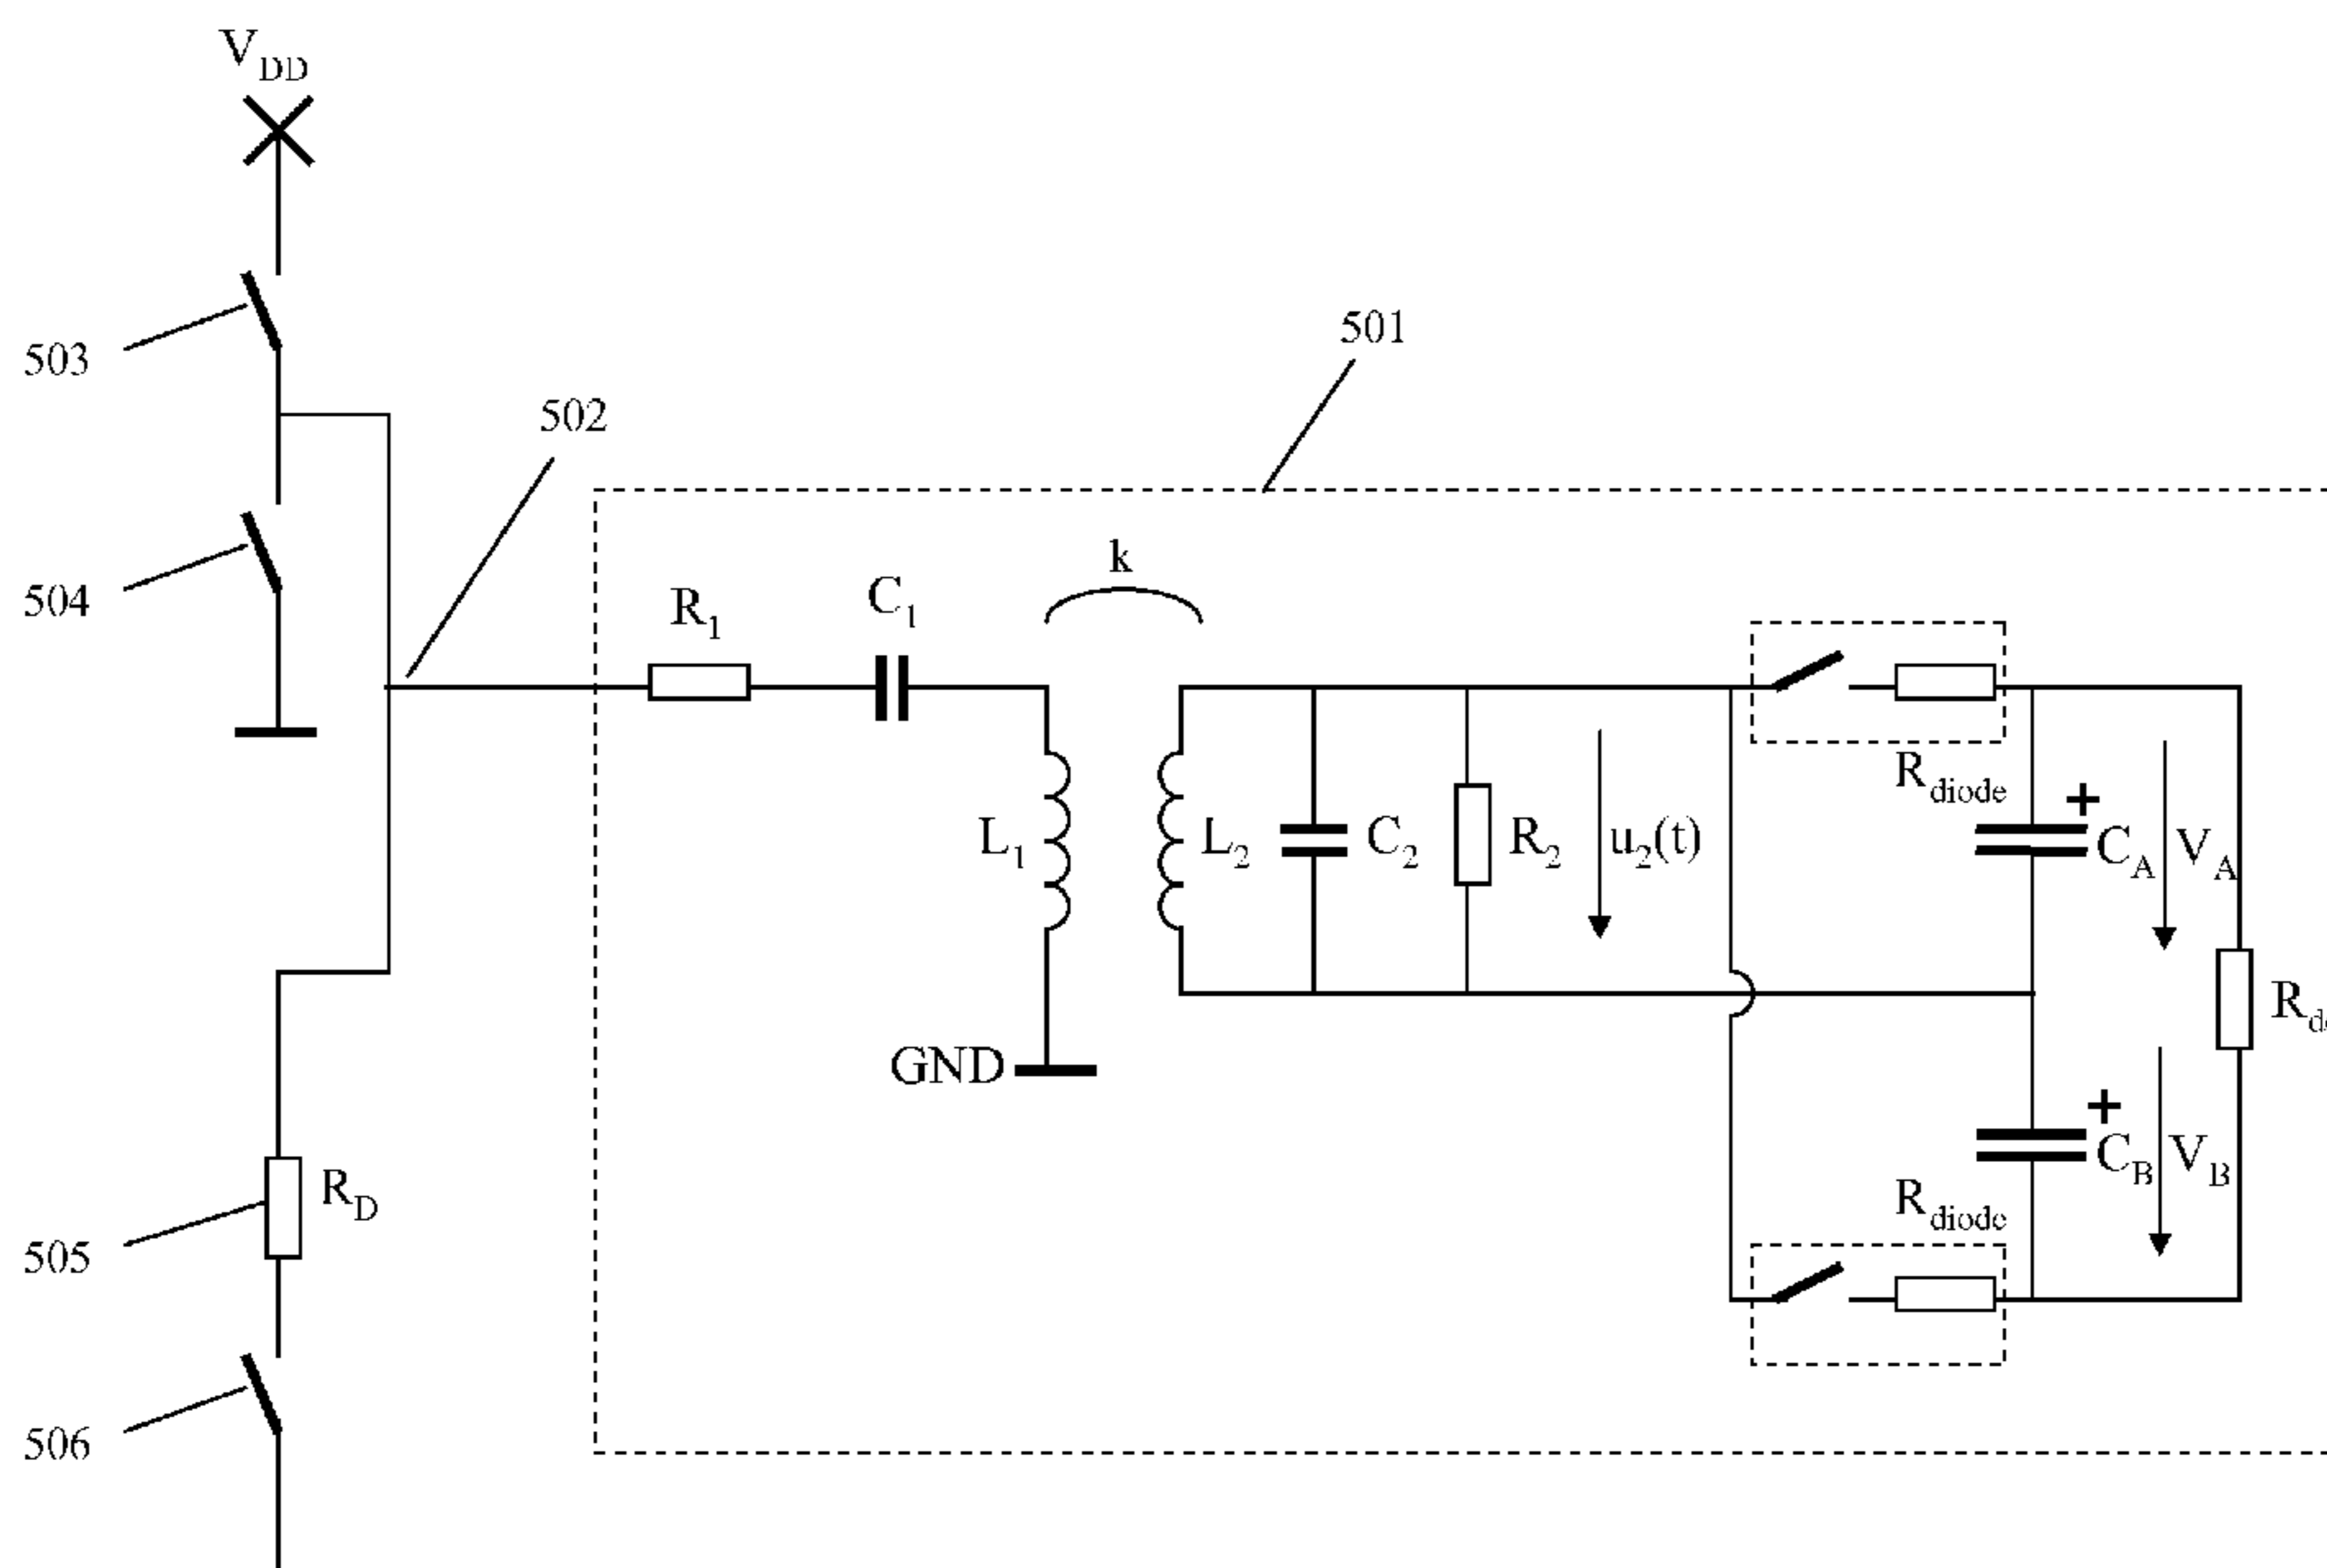 VDD
503
501
502
504
k
R1
C1
Rdiode
L1
L2
C2
R2
u2(t)
CA
VA
GND
CB
VB
Rdiode
RD
505
506